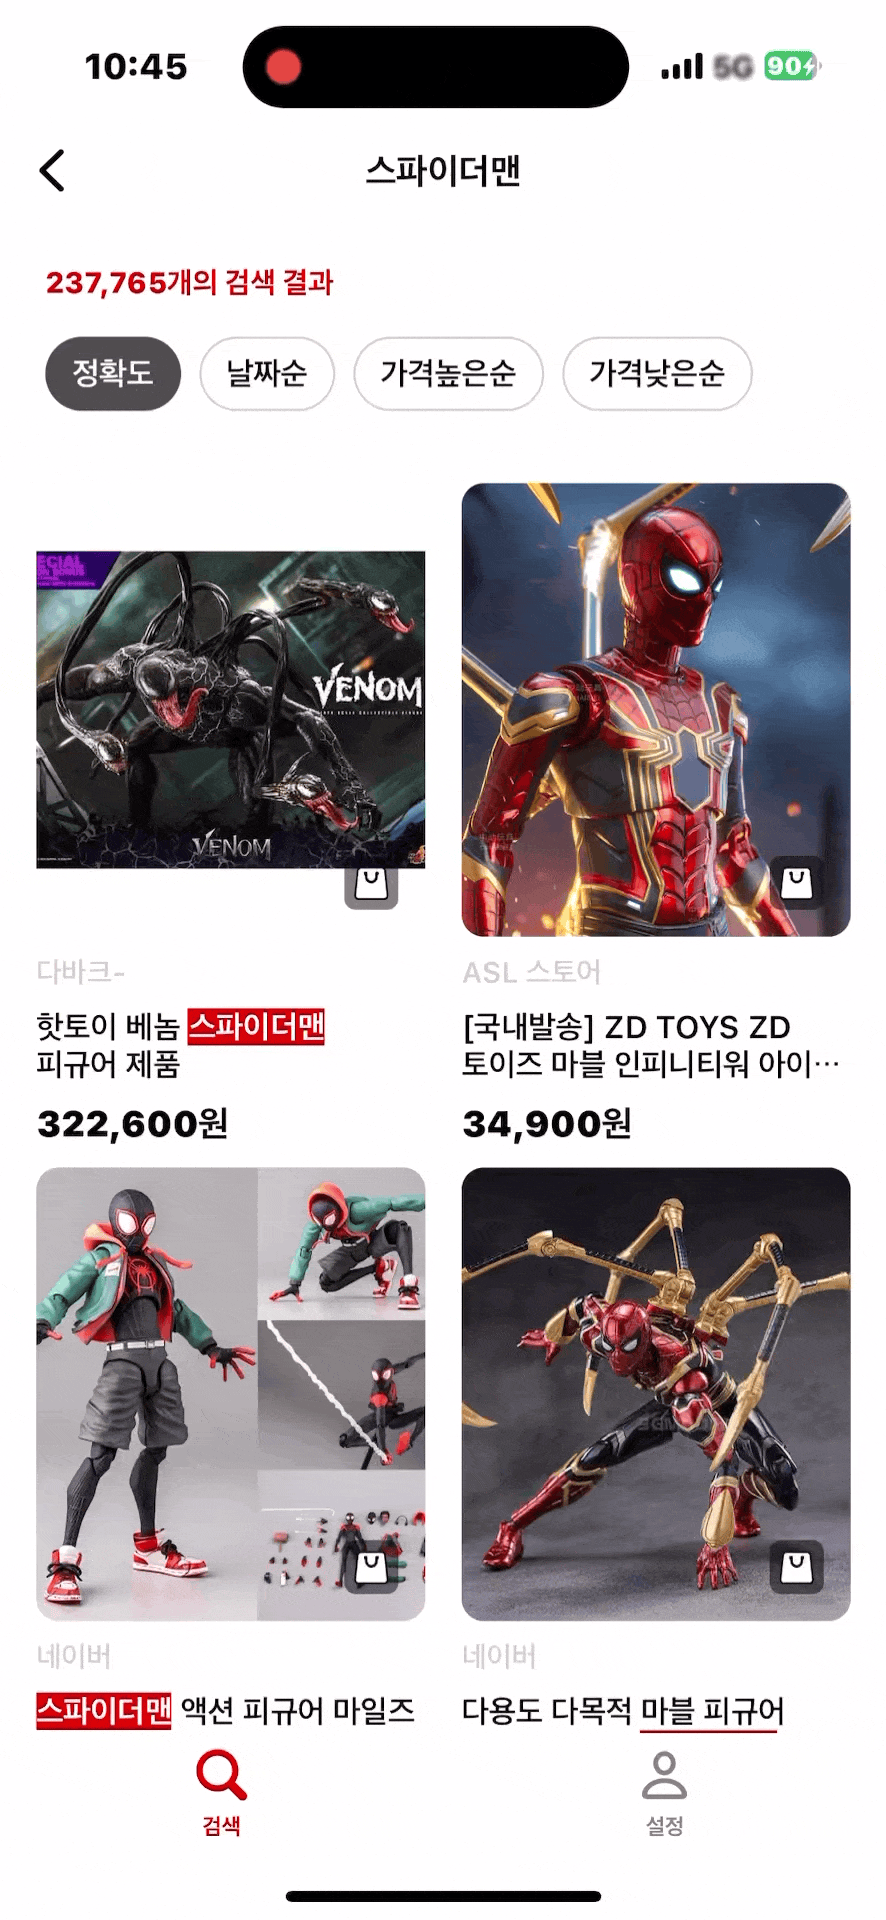 10:45
5G
90
스파이더맨
237,765개의 검색 결과
정확도
날짜순
가격높은순
가격낮은순
ECIAL
VENOM
VENOM
다바크-
핫토이 베놈 스파이더맨
피규어 제품
322,600원
ASL 스토어
[국내발송] ZD TOYS ZD
토이즈 마블 인피니티워 아이…
34,900원
네이버
스파이더맨 액션 피규어 마일즈
네이버
다용도 다목적 마블 피규어
검색
설정